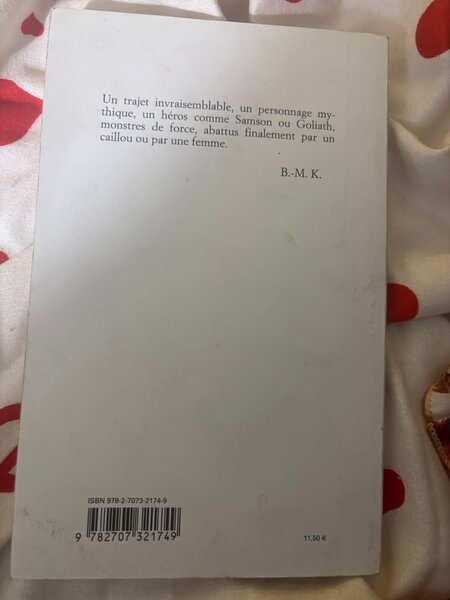 Un trajet invraisemblable, un personnage my-
thique, un héros comme Samson ou Goliath,
monstres de force, abattus finalement par un
caillou ou par une femme.
B.-M. K.
ISBN 978-2-7073-2174-9
9 782707 321749
11,50 €